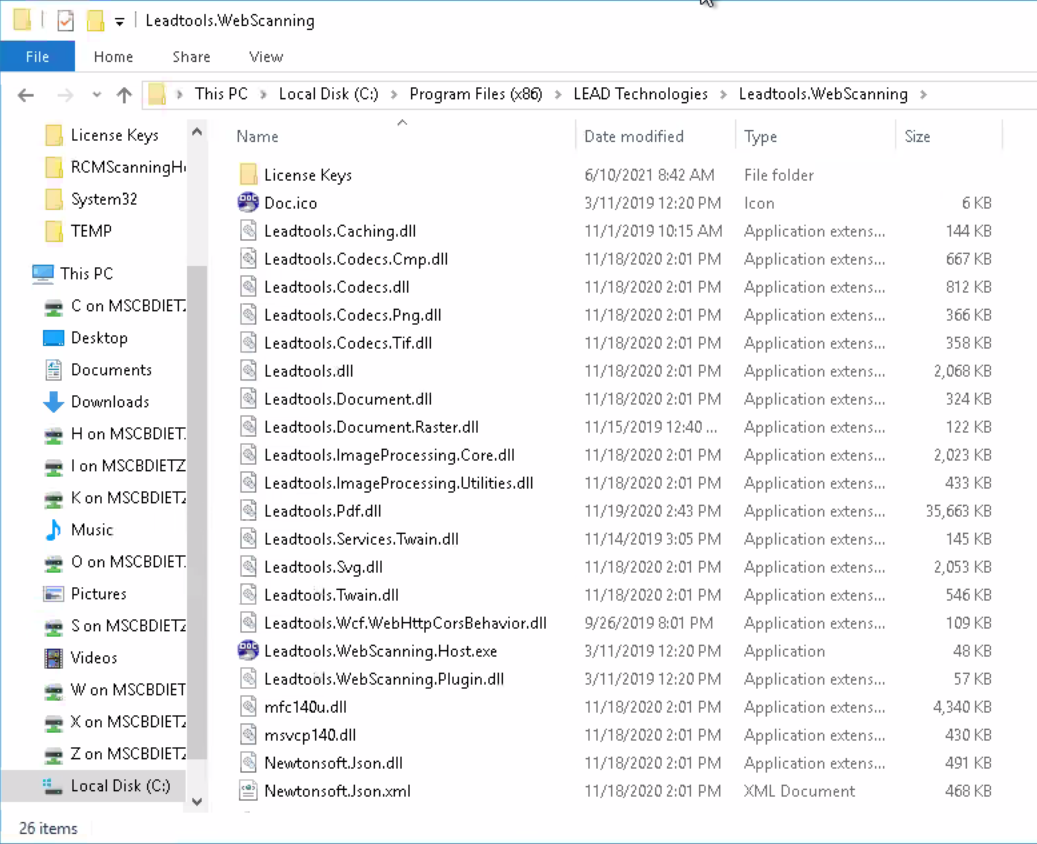 Leadtools.WebScanning
File Home Share View
This PC Local Disk (C:) Program Files (x86) LEAD Technologies Leadtools.WebScanning
License Keys
RCMScanningHo
System32
TEMP
This PC
C on MSCBDIETZ
Desktop
Documents
Downloads
H on MSCBDIET
I on MSCBDIETZ
K on MSCBDIETZ
Music
O on MSCBDIET
Pictures
S on MSCBDIETZ
Videos
W on MSCBDIET
X on MSCBDIETZ
Z on MSCBDIETZ
Local Disk (C:)
Name Date modified Type Size
License Keys 6/10/2021 8:42 AM File folder
Doc.ico 3/11/2019 12:20 PM Icon 6 KB
Leadtools.Caching.dll 11/1/2019 10:15 AM Application extens... 144 KB
Leadtools.Codecs.Cmp.dll 11/18/2020 2:01 PM Application extens... 667 KB
Leadtools.Codecs.dll 11/18/2020 2:01 PM Application extens... 812 KB
Leadtools.Codecs.Png.dll 11/18/2020 2:01 PM Application extens... 366 KB
Leadtools.Codecs.Tif.dll 11/18/2020 2:01 PM Application extens... 358 KB
Leadtools.dll 11/18/2020 2:01 PM Application extens... 2,068 KB
Leadtools.Document.dll 11/18/2020 2:01 PM Application extens... 324 KB
Leadtools.Document.Raster.dll 11/15/2019 12:40 ... Application extens... 122 KB
Leadtools.ImageProcessing.Core.dll 11/18/2020 2:01 PM Application extens... 2,023 KB
Leadtools.ImageProcessing.Utilities.dll 11/18/2020 2:01 PM Application extens... 433 KB
Leadtools.Pdf.dll 11/19/2020 2:43 PM Application extens... 35,663 KB
Leadtools.Services.Twain.dll 11/14/2019 3:05 PM Application extens... 145 KB
Leadtools.Svg.dll 11/18/2020 2:01 PM Application extens... 2,053 KB
Leadtools.Twain.dll 11/18/2020 2:01 PM Application extens... 546 KB
Leadtools.Wcf.WebHttpCorsBehavior.dll 9/26/2019 8:01 PM Application extens... 109 KB
Leadtools.WebScanning.Host.exe 3/11/2019 12:20 PM Application 48 KB
Leadtools.WebScanning.Plugin.dll 3/11/2019 12:20 PM Application extens... 57 KB
mfc140u.dll 11/18/2020 2:01 PM Application extens... 4,340 KB
msvcp140.dll 11/18/2020 2:01 PM Application extens... 430 KB
Newtonsoft.Json.dll 11/18/2020 2:01 PM Application extens... 491 KB
Newtonsoft.Json.xml 11/18/2020 2:01 PM XML Document 468 KB
26 items